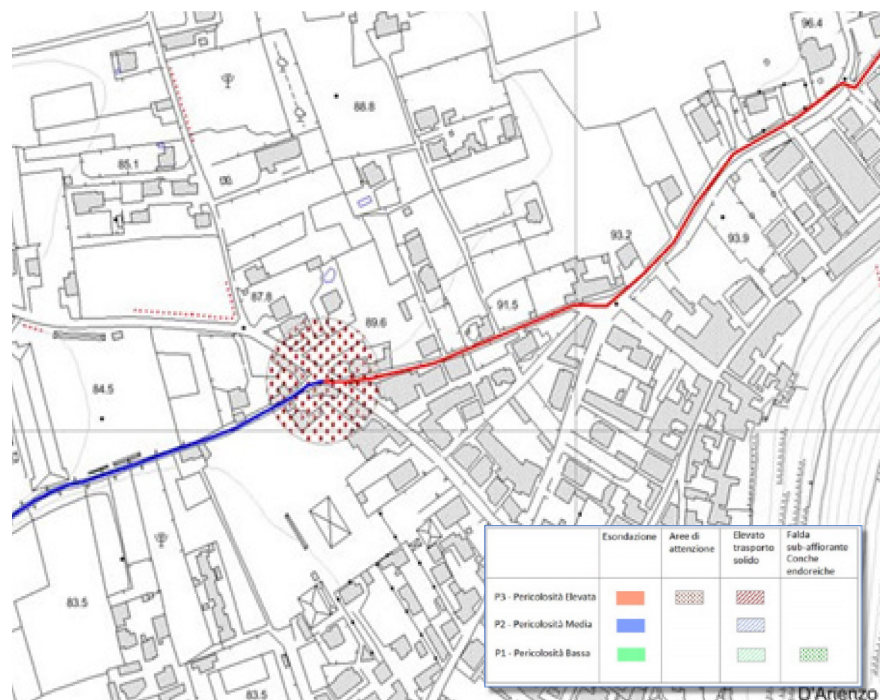 96.4
88.8
85.1
93.2
93.9
87.8
91.5
89.6
84.5
83.5
83.5
Esondazione
Aree di
attenzione
Elevato
trasporto
solido
Falda
sub-affiorante
Conche
endoreiche
P3 - Pericolosità Elevata
P2 - Pericolosità Media
P1 - Pericolosità Bassa
D'Arienzo